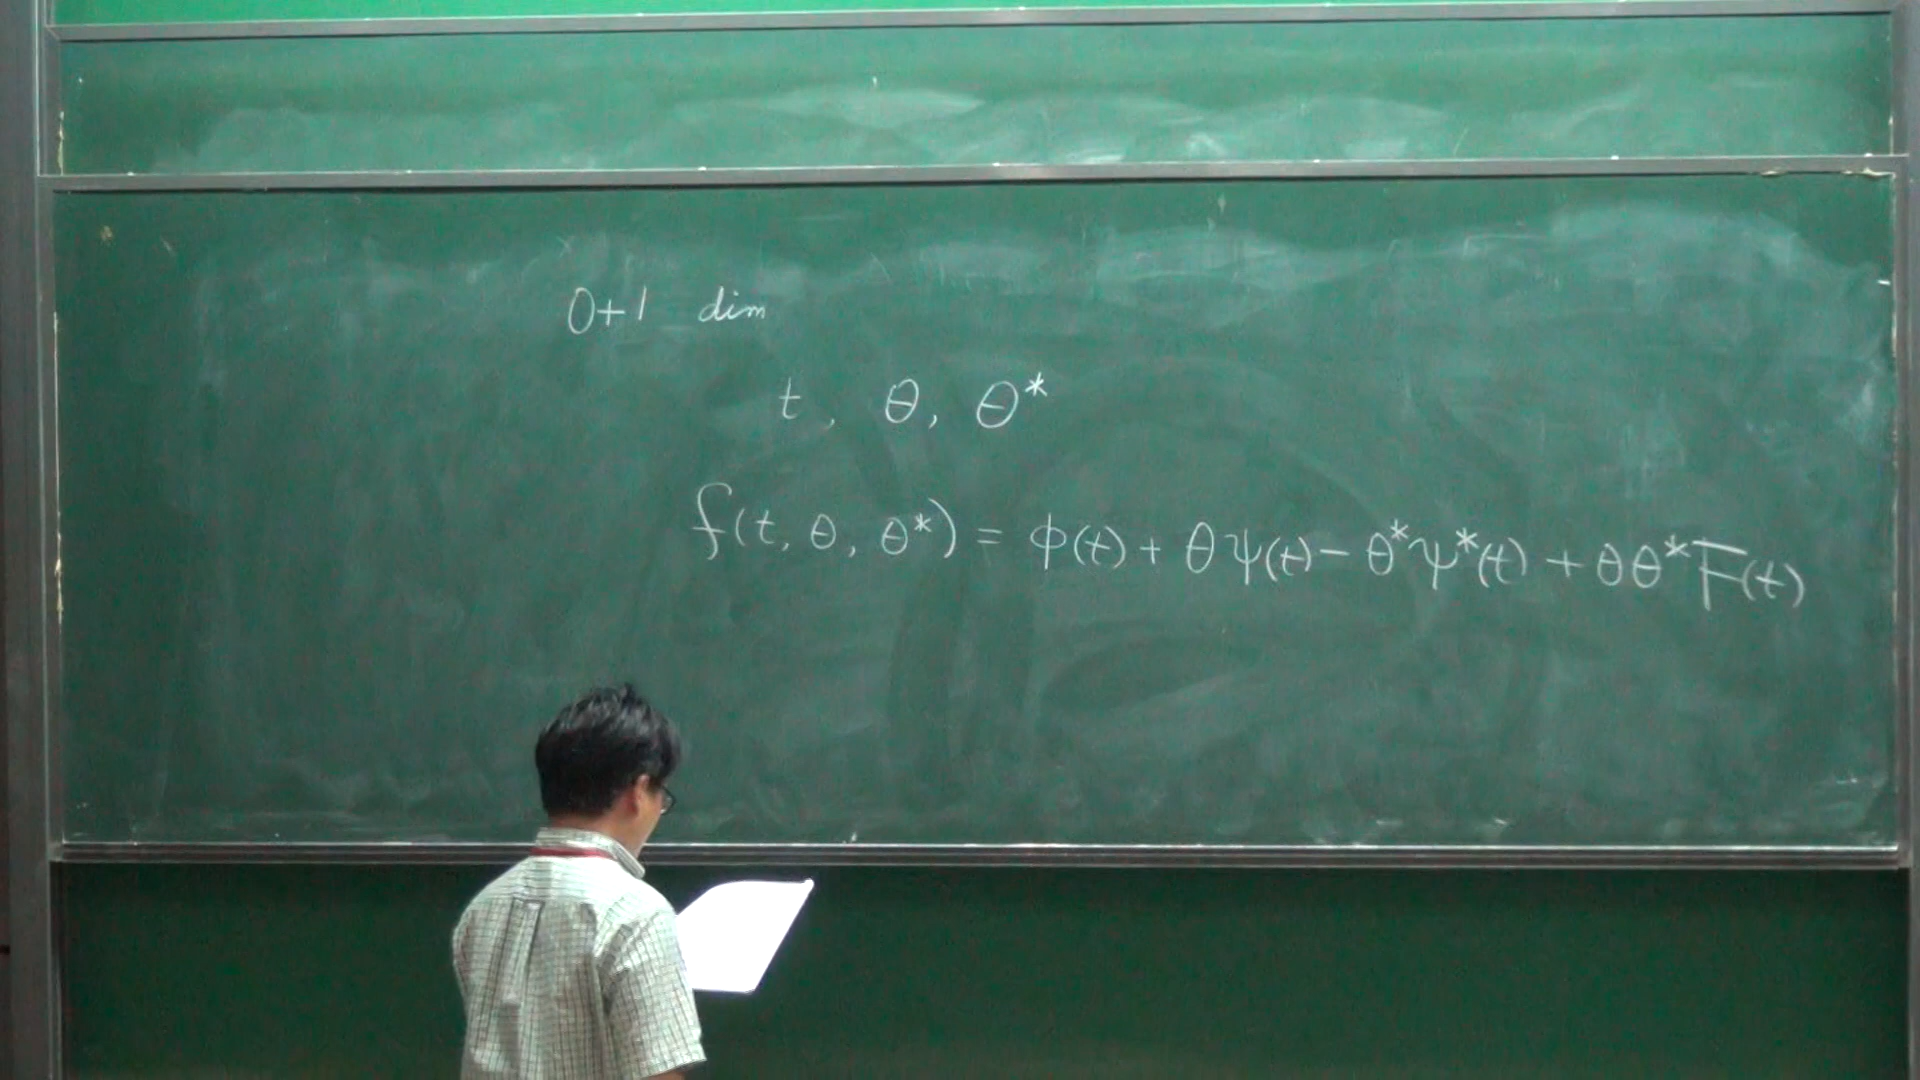 0+1 dim
t, θ, θ*
f(t, θ, θ*) = φ(t) + θψ(t) − θ*ψ*(t) + θθ*F(t)